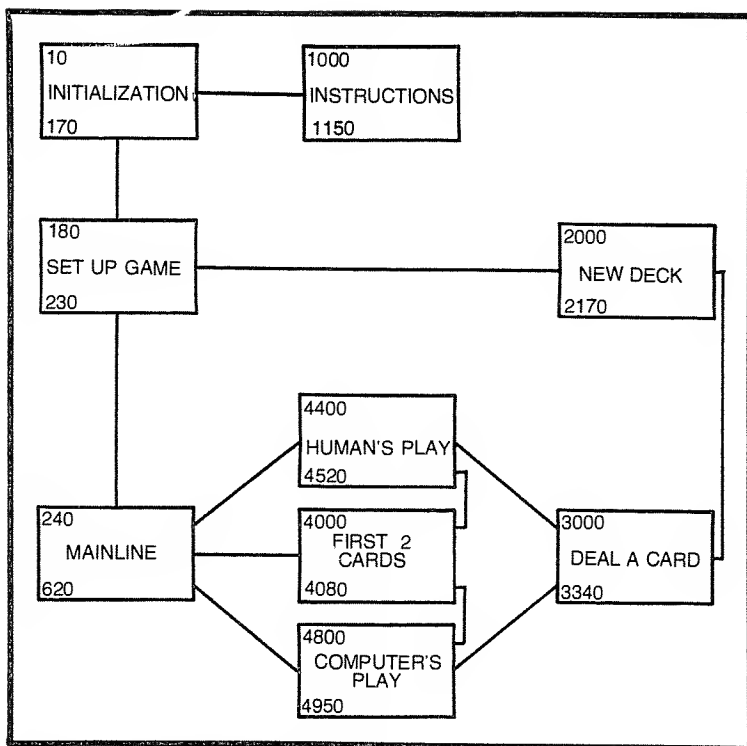 10
INITIALIZATION
170
1000
INSTRUCTIONS
1150
180
SET UP GAME
230
2000
NEW DECK
2170
4400
HUMAN'S PLAY
4520
240
MAINLINE
620
4000
FIRST 2
CARDS
4080
3000
DEAL A CARD
3340
4800
COMPUTER'S
PLAY
4950